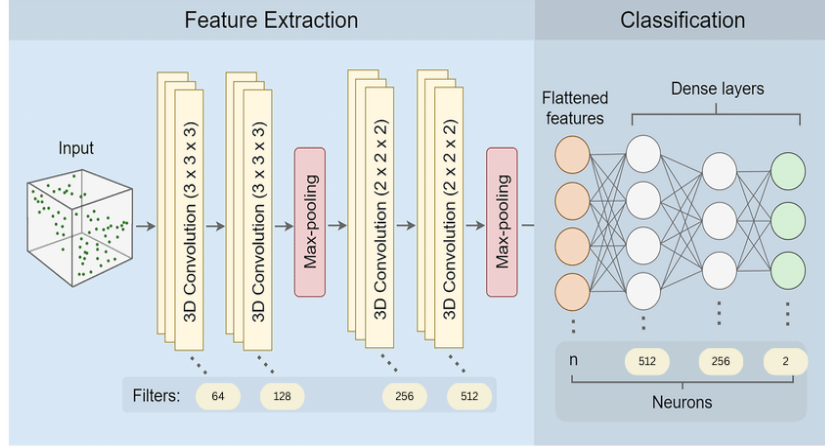 Feature Extraction
Classification
Input
3D Convolution (3 x 3 x 3)
3D Convolution (3 x 3 x 3)
Max-pooling
3D Convolution (2 x 2 x 2)
3D Convolution (2 x 2 x 2)
Max-pooling
Flattened
features
Dense layers
Filters: 64 128 256 512
n 512 256 2
Neurons